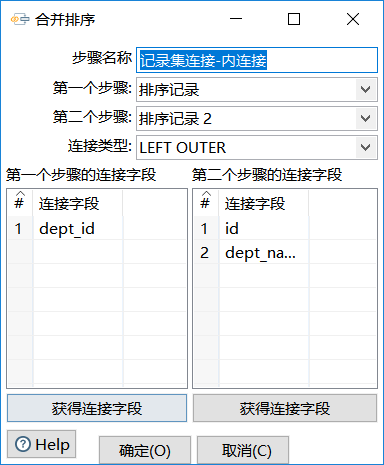 合并排序
步骤名称 记录集连接-内连接
第一个步骤: 排序记录
第二个步骤: 排序记录 2
连接类型: LEFT OUTER
第一个步骤的连接字段 第二个步骤的连接字段
# 连接字段 # 连接字段
1 dept_id 1 id
2 dept_na...
获得连接字段 获得连接字段
Help 确定(O) 取消(C)